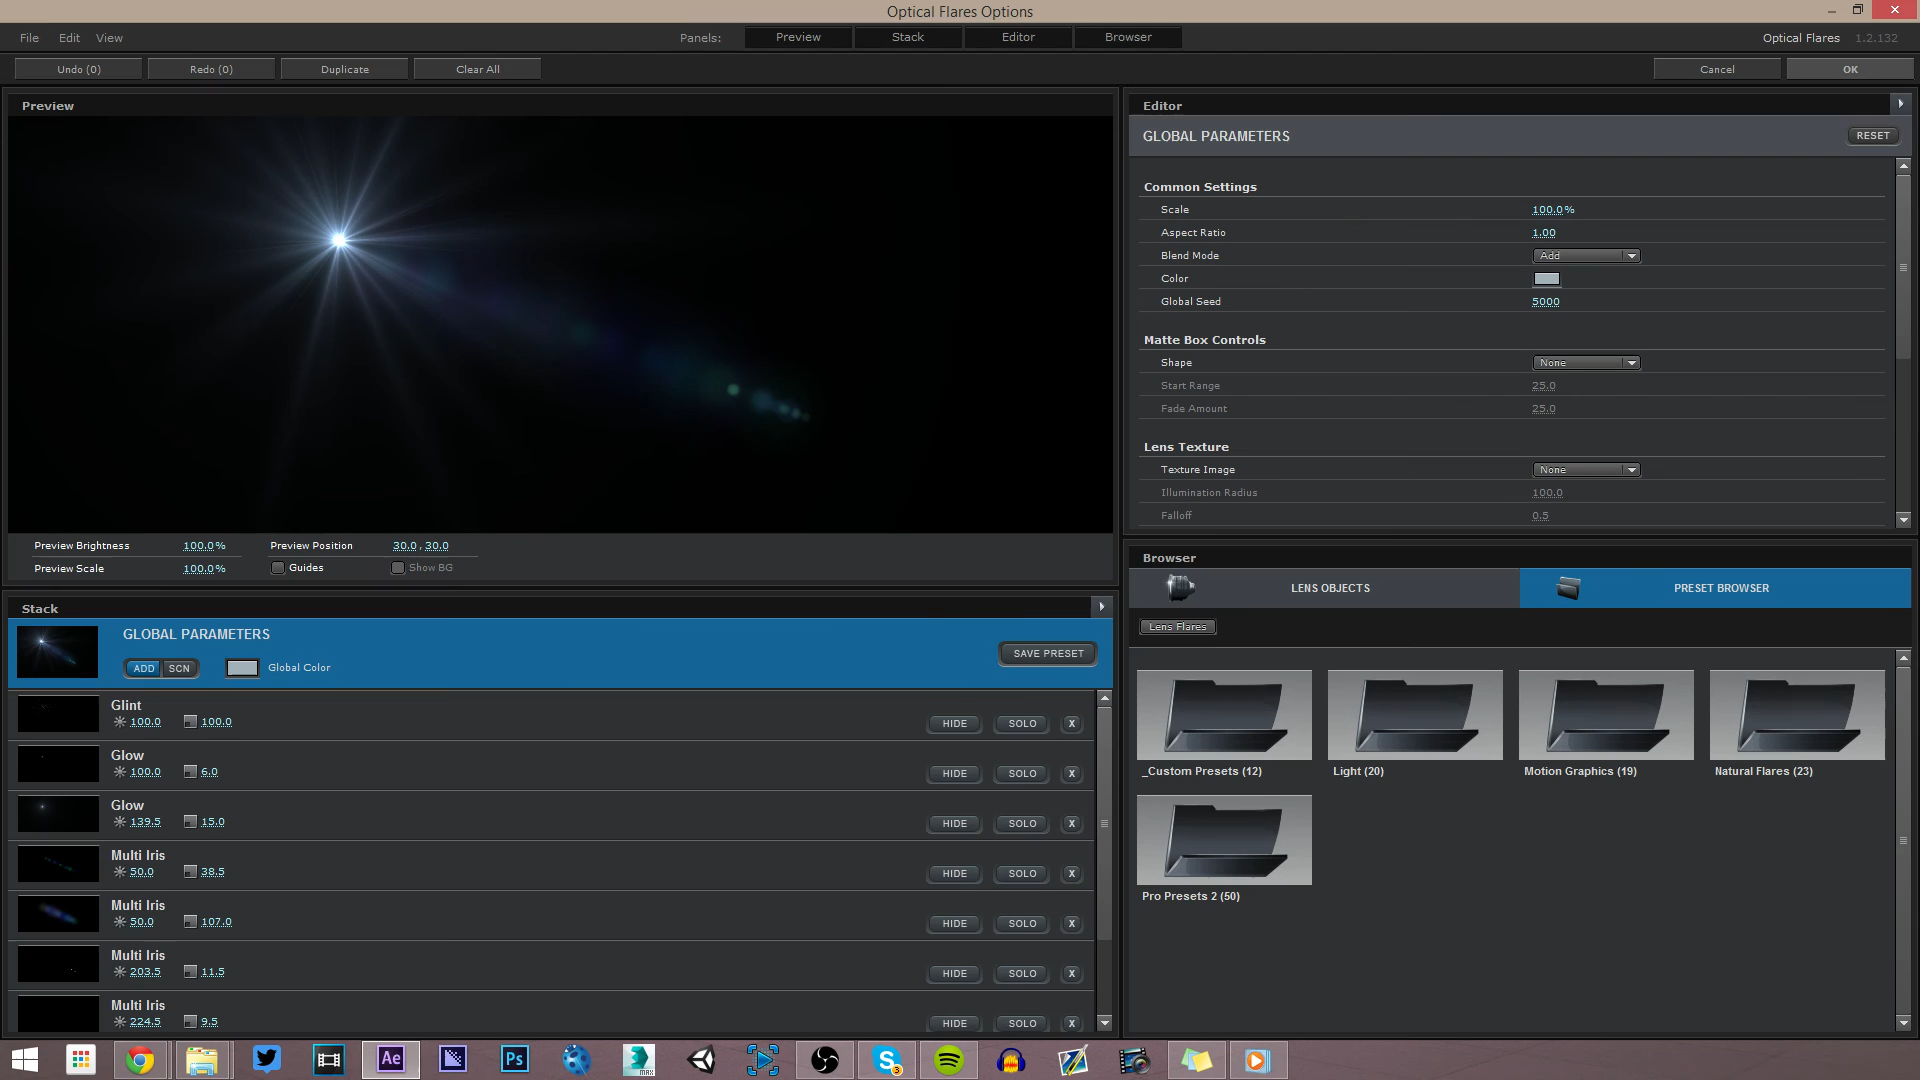 Optical Flares Options
File Edit View Panels: Preview Stack Editor Browser Optical Flares 1.2.132
Undo (0) Redo (0) Duplicate Clear All Cancel OK
Preview
Preview Brightness 100.0% Preview Position 30.0 , 30.0
Preview Scale 100.0% Guides Show BG
Stack
GLOBAL PARAMETERS
ADD SCN Global Color SAVE PRESET
Glint
100.0 100.0 HIDE SOLO X
Glow
100.0 6.0 HIDE SOLO X
Glow
139.5 15.0 HIDE SOLO X
Multi Iris
50.0 38.5 HIDE SOLO X
Multi Iris
50.0 107.0 HIDE SOLO X
Multi Iris
203.5 11.5 HIDE SOLO X
Multi Iris
224.5 9.5 HIDE SOLO X
Editor
GLOBAL PARAMETERS RESET
Common Settings
Scale 100.0%
Aspect Ratio 1.00
Blend Mode Add
Color
Global Seed 5000
Matte Box Controls
Shape None
Start Range 25.0
Fade Amount 25.0
Lens Texture
Texture Image None
Illumination Radius 100.0
Falloff 0.5
Browser
LENS OBJECTS PRESET BROWSER
Lens Flares
_Custom Presets (12) Light (20) Motion Graphics (19) Natural Flares (23)
Pro Presets 2 (50)
Ae Ps MAX S 3